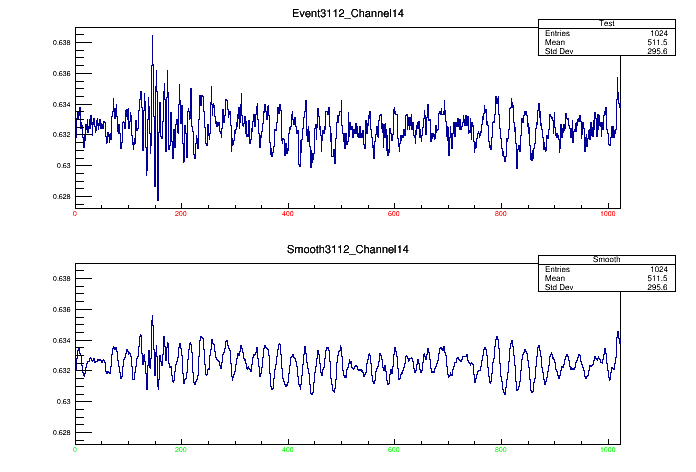 Event3112_Channel14
Test
Entries 1024
Mean 511.5
Std Dev 295.6
0.638
0.636
0.634
0.632
0.63
0.628
0 200 400 600 800 1000
Smooth3112_Channel14
Smooth
Entries 1024
Mean 511.5
Std Dev 295.6
0.638
0.636
0.634
0.632
0.63
0.628
0 200 400 600 800 1000